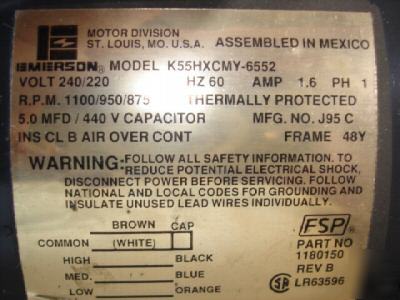 MOTOR DIVISION
ST. LOUIS, MO. U.S.A. ASSEMBLED IN MEXICO
EMERSON® MODEL K55HXCMY-6552
VOLT 240/220 HZ 60 AMP 1.6 PH 1
R.P.M. 1100/950/875 THERMALLY PROTECTED
5.0 MFD / 440 V CAPACITOR MFG. NO. J95 C
INS CL B AIR OVER CONT FRAME 48Y
WARNING: FOLLOW ALL SAFETY INFORMATION. TO
REDUCE POTENTIAL ELECTRICAL SHOCK,
DISCONNECT POWER BEFORE SERVICING. FOLLOW
NATIONAL AND LOCAL CODES FOR GROUNDING AND
INSULATE UNUSED LEAD WIRES INDIVIDUALLY.
BROWN CAP
COMMON (WHITE)
HIGH BLACK
MED. BLUE
LOW ORANGE
FSP®
PART NO
1180150
REV B
SA LR63596